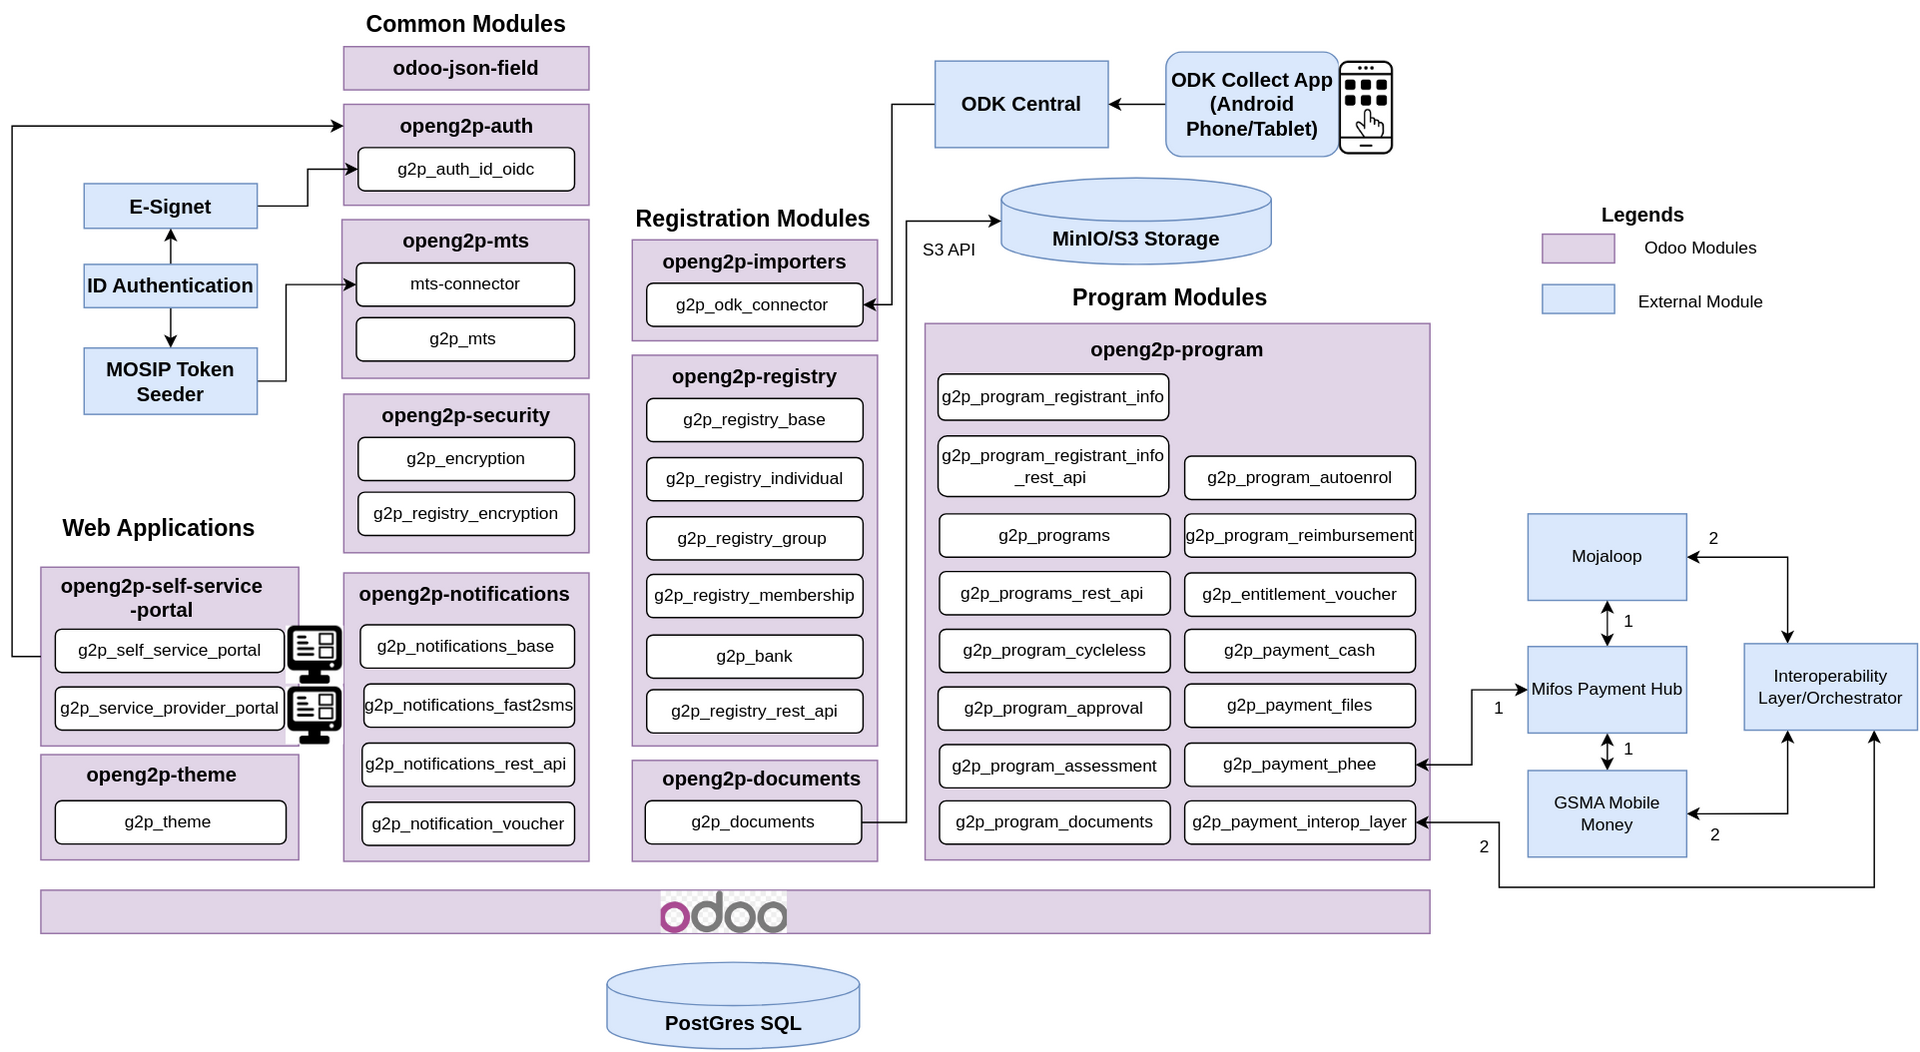 Common Modules
odoo-json-field
openg2p-auth
g2p_auth_id_oidc
E-Signet
ID Authentication
MOSIP Token
Seeder
openg2p-mts
mts-connector
g2p_mts
openg2p-security
g2p_encryption
g2p_registry_encryption
Web Applications
openg2p-self-service
-portal
g2p_self_service_portal
g2p_service_provider_portal
openg2p-theme
g2p_theme
openg2p-notifications
g2p_notifications_base
g2p_notifications_fast2sms
g2p_notifications_rest_api
g2p_notification_voucher
Registration Modules
openg2p-importers
g2p_odk_connector
openg2p-registry
g2p_registry_base
g2p_registry_individual
g2p_registry_group
g2p_registry_membership
g2p_bank
g2p_registry_rest_api
openg2p-documents
g2p_documents
ODK Central
ODK Collect App
(Android
Phone/Tablet)
S3 API
MinIO/S3 Storage
Program Modules
openg2p-program
g2p_program_registrant_info
g2p_program_registrant_info
_rest_api
g2p_programs
g2p_programs_rest_api
g2p_program_cycleless
g2p_program_approval
g2p_program_assessment
g2p_program_documents
g2p_program_autoenrol
g2p_program_reimbursement
g2p_entitlement_voucher
g2p_payment_cash
g2p_payment_files
g2p_payment_phee
g2p_payment_interop_layer
Legends
Odoo Modules
External Module
Mojaloop
2
1
Mifos Payment Hub
1
1
GSMA Mobile
Money
2
2
Interoperability
Layer/Orchestrator
odoo
PostGres SQL